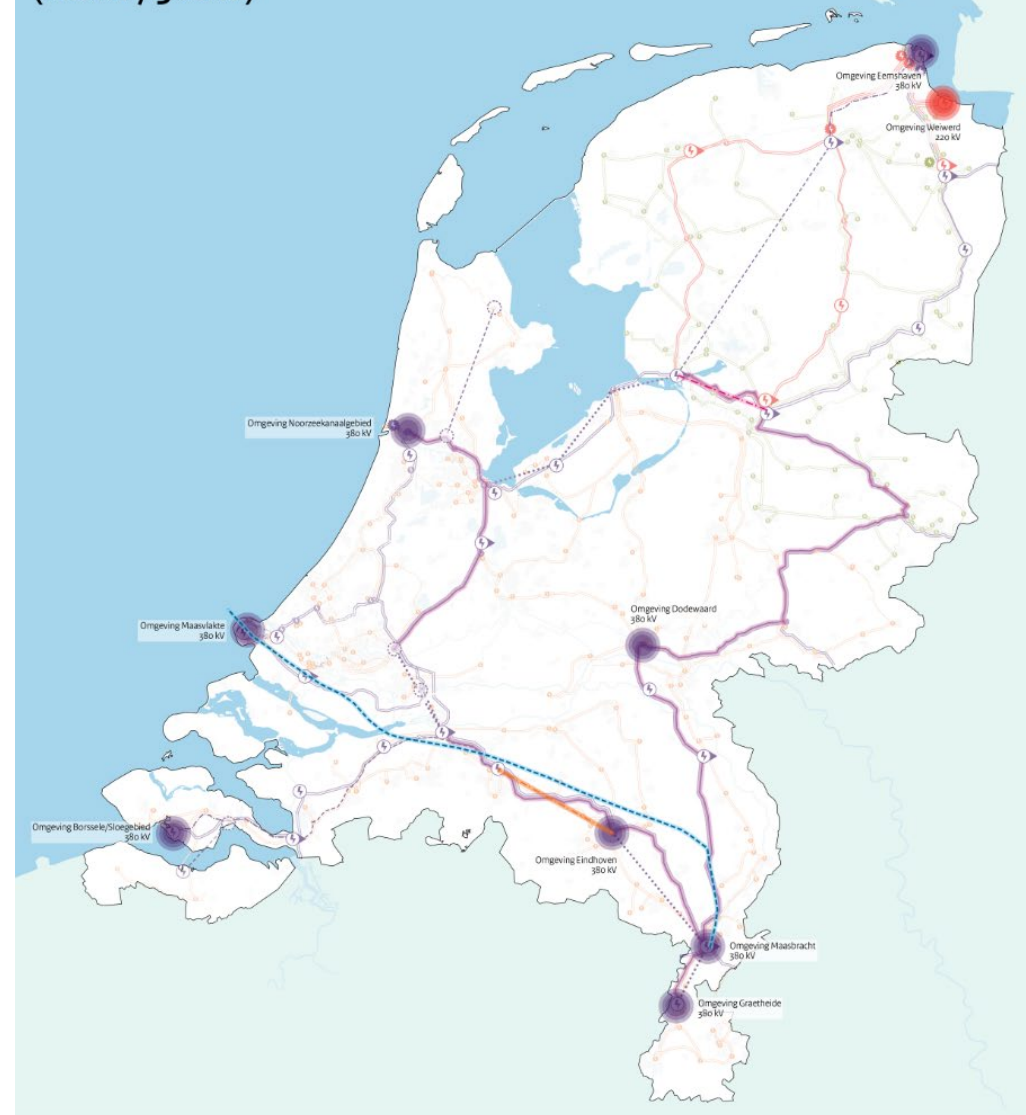 Omgeving Eemshaven
380 kV
Omgeving Weiwerd
220 kV
Omgeving Noorzeekanaalgebied
380 kV
Omgeving Dodewaard
380 kV
Omgeving Maasvlakte
380 kV
Omgeving Borssele/Sloegebied
380 kV
Omgeving Eindhoven
380 kV
Omgeving Maasbracht
380 kV
Omgeving Graetheide
380 kV